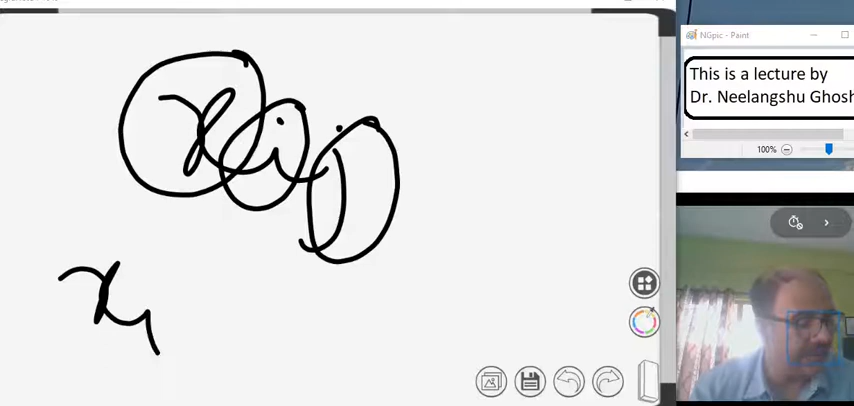 NGpic - Paint
This is a lecture by
Dr. Neelangshu Ghosh
100%
x i j
x